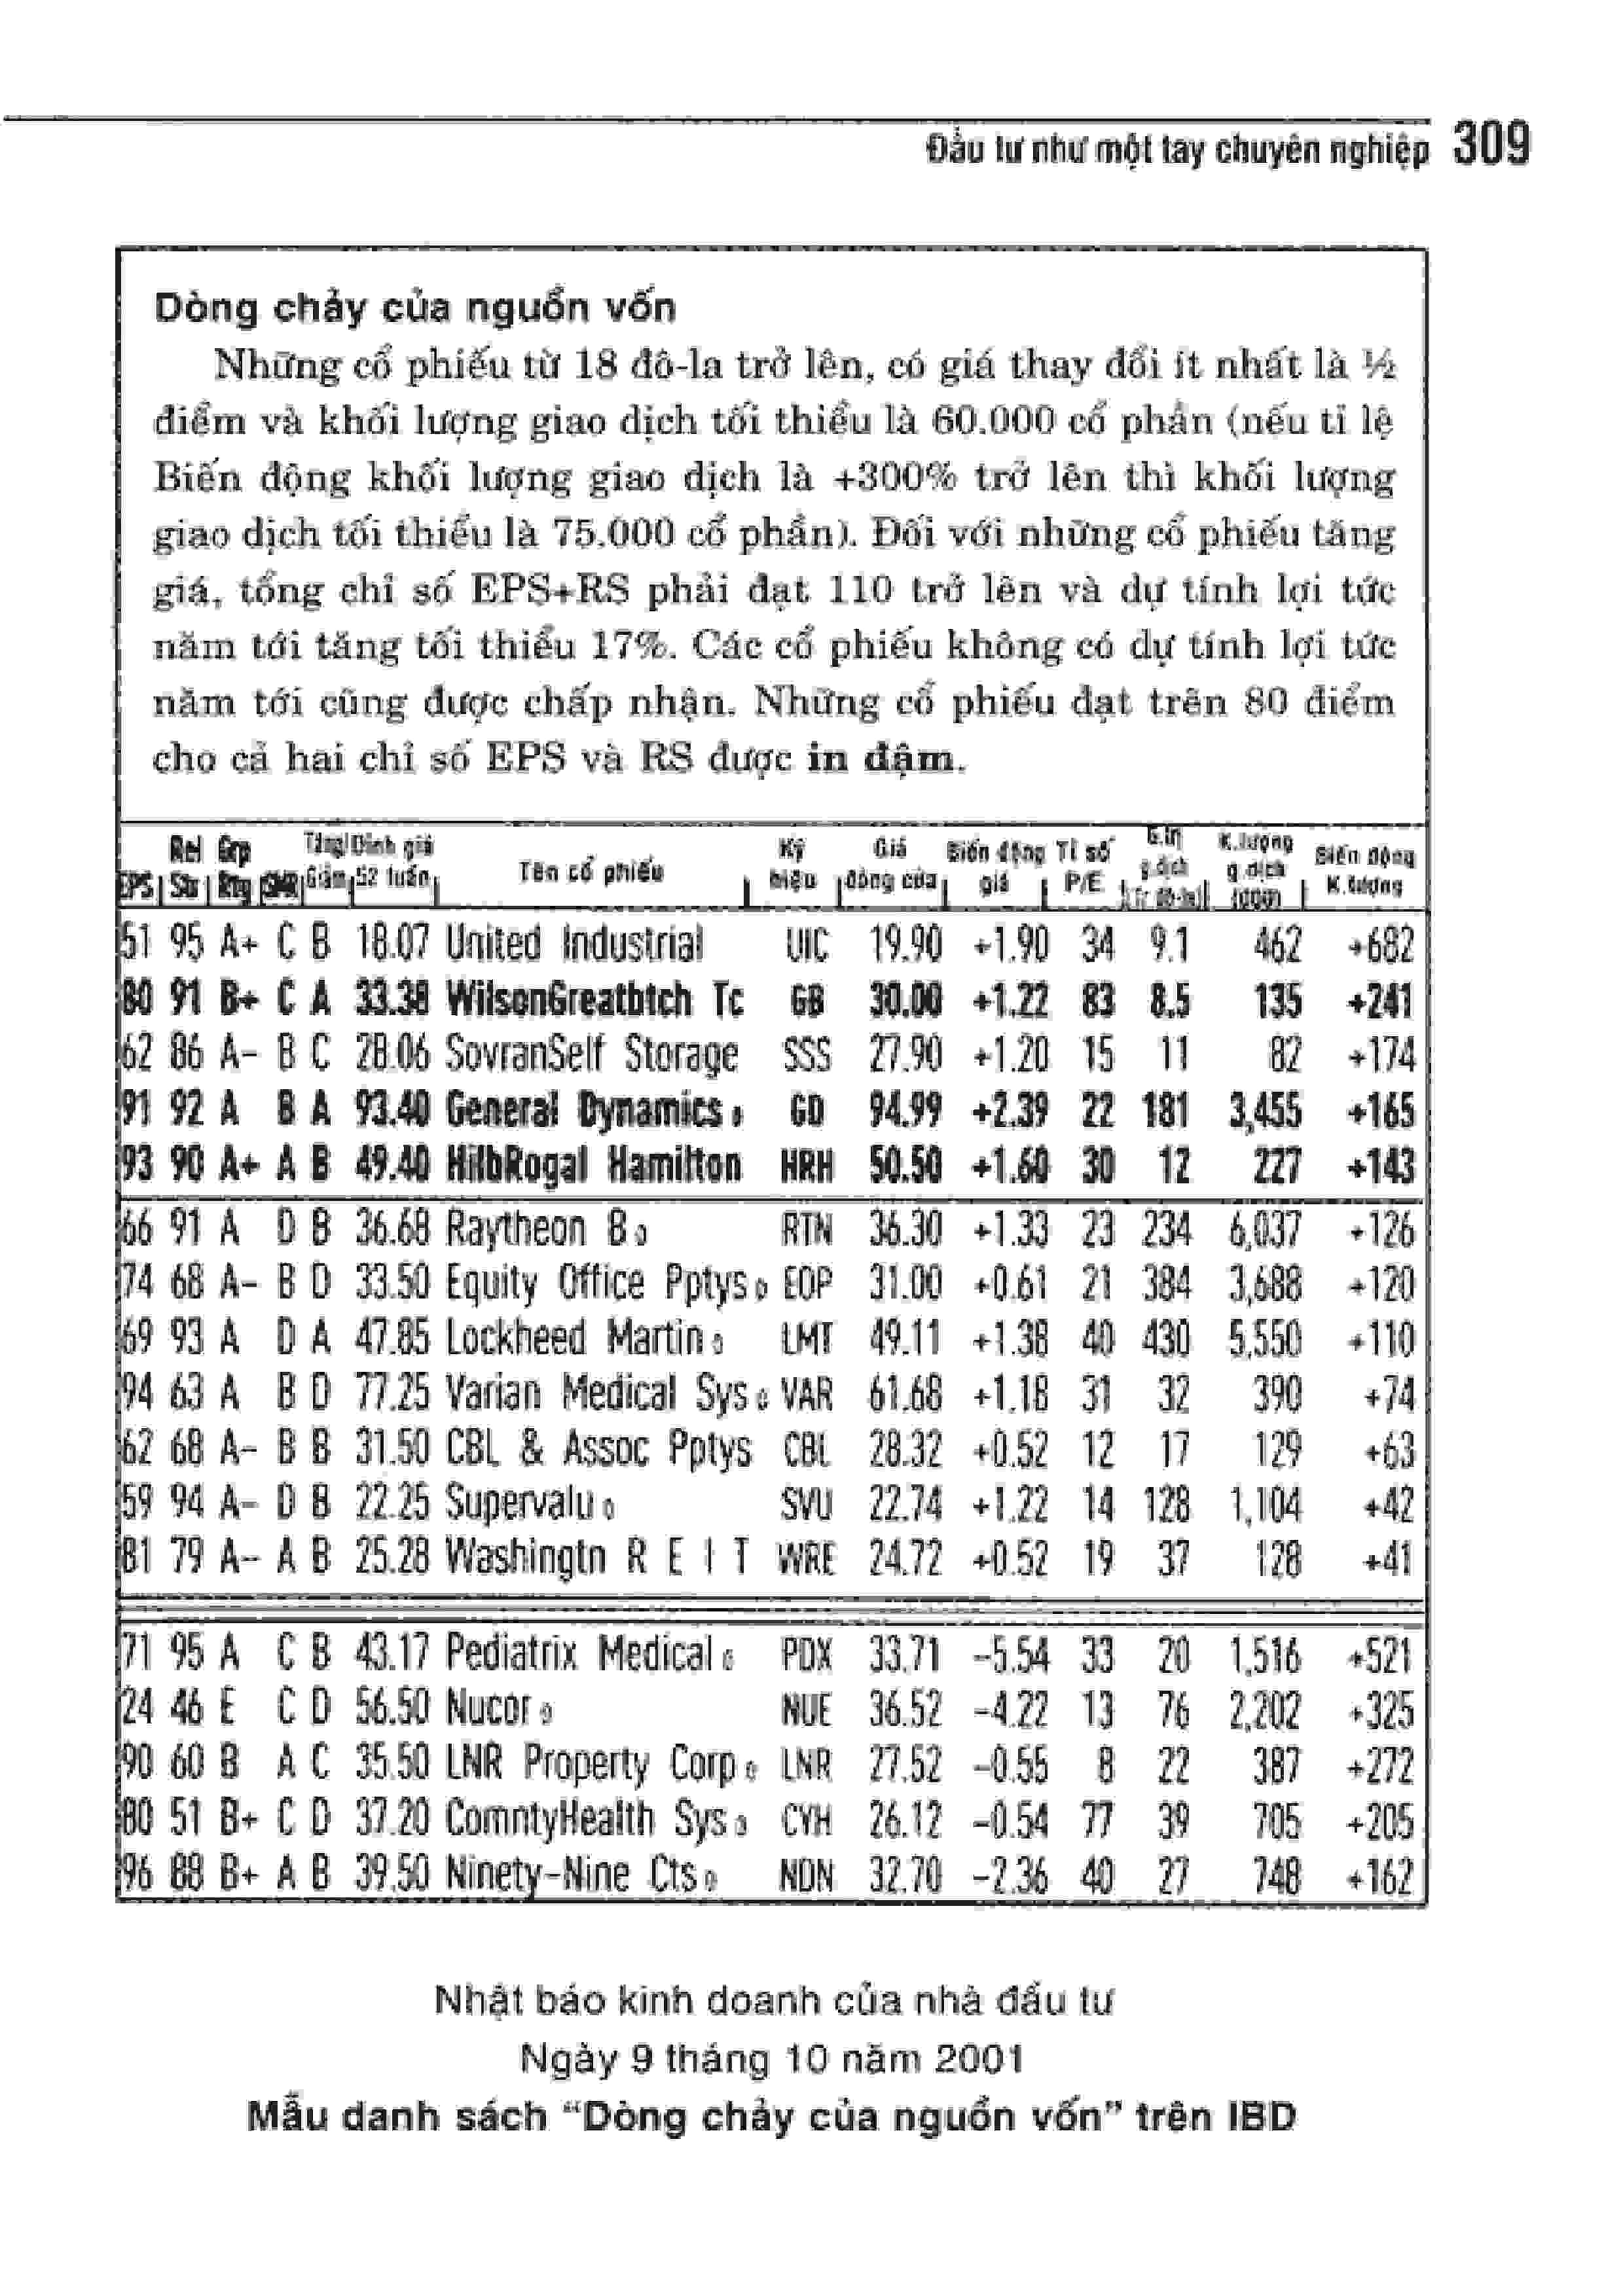 Đầu tư như một tay chuyên nghiệp 309
Dòng chảy của nguồn vốn
Những cổ phiếu từ 18 đô-la trở lên, có giá thay đổi ít nhất là ½
điểm và khối lượng giao dịch tối thiểu là 60.000 cổ phần (nếu tỉ lệ
Biến động khối lượng giao dịch là +300% trở lên thì khối lượng
giao dịch tối thiểu là 75.000 cổ phần). Đối với những cổ phiếu tăng
giá, tổng chỉ số EPS+RS phải đạt 110 trở lên và dự tính lợi tức
năm tới tăng tối thiểu 17%. Các cổ phiếu không có dự tính lợi tức
năm tới cũng được chấp nhận. Những cổ phiếu đạt trên 80 điểm
cho cả hai chỉ số EPS và RS được in đậm.
Rel Grp Tăng/ Đỉnh giá Ký Giá Biến động Tỉ số G.trị K.lượng Biến động
EPS Str Rtg SMR Giảm 52 tuần Tên cổ phiếu hiệu đóng cửa giá P/E g.dịch g.dịch K.lượng
51 95 A+ C B 18.07 United Industrial UIC 19.90 +1.90 34 9.1 462 +682
80 91 B+ C A 33.38 WilsonGreatbtch Tc GB 30.00 +1.22 83 8.5 135 +241
62 86 A- B C 28.06 SovranSelf Storage SSS 27.90 +1.20 15 11 82 +174
91 92 A B A 93.40 General Dynamics o GD 94.99 +2.39 22 181 3,455 +165
93 90 A+ A B 49.40 HilbRogal Hamilton HRH 50.50 +1.60 30 12 227 +143
66 91 A D B 36.68 Raytheon B o RTN 36.30 +1.33 23 234 6,037 +126
74 68 A- B D 33.50 Equity Office Pptys o EOP 31.00 +0.61 21 384 3,688 +120
69 93 A D A 47.85 Lockheed Martin o LMT 49.11 +1.38 40 430 5,550 +110
94 63 A B D 77.25 Varian Medical Sys o VAR 61.68 +1.18 31 32 390 +74
62 68 A- B B 31.50 CBL & Assoc Pptys CBL 28.32 +0.52 12 17 129 +63
59 94 A- D B 22.25 Supervalu o SVU 22.74 +1.22 14 128 1,104 +42
81 79 A- A B 25.28 Washingtn R E I T WRE 24.72 +0.52 19 37 128 +41
71 95 A C B 43.17 Pediatrix Medical o PDX 33.71 -5.54 33 20 1,516 +521
24 46 E C D 56.50 Nucor o NUE 36.52 -4.22 13 76 2,202 +325
90 60 B A C 35.50 LNR Property Corp o LNR 27.52 -0.55 8 22 387 +272
80 51 B+ C D 37.20 ComntyHealth Sys o CYH 26.12 -0.54 77 39 705 +205
96 88 B+ A B 39.50 Ninety-Nine Cts o NDN 32.70 -2.36 40 27 748 +162
Nhật báo kinh doanh của nhà đầu tư
Ngày 9 tháng 10 năm 2001
Mẫu danh sách “Dòng chảy của nguồn vốn” trên IBD